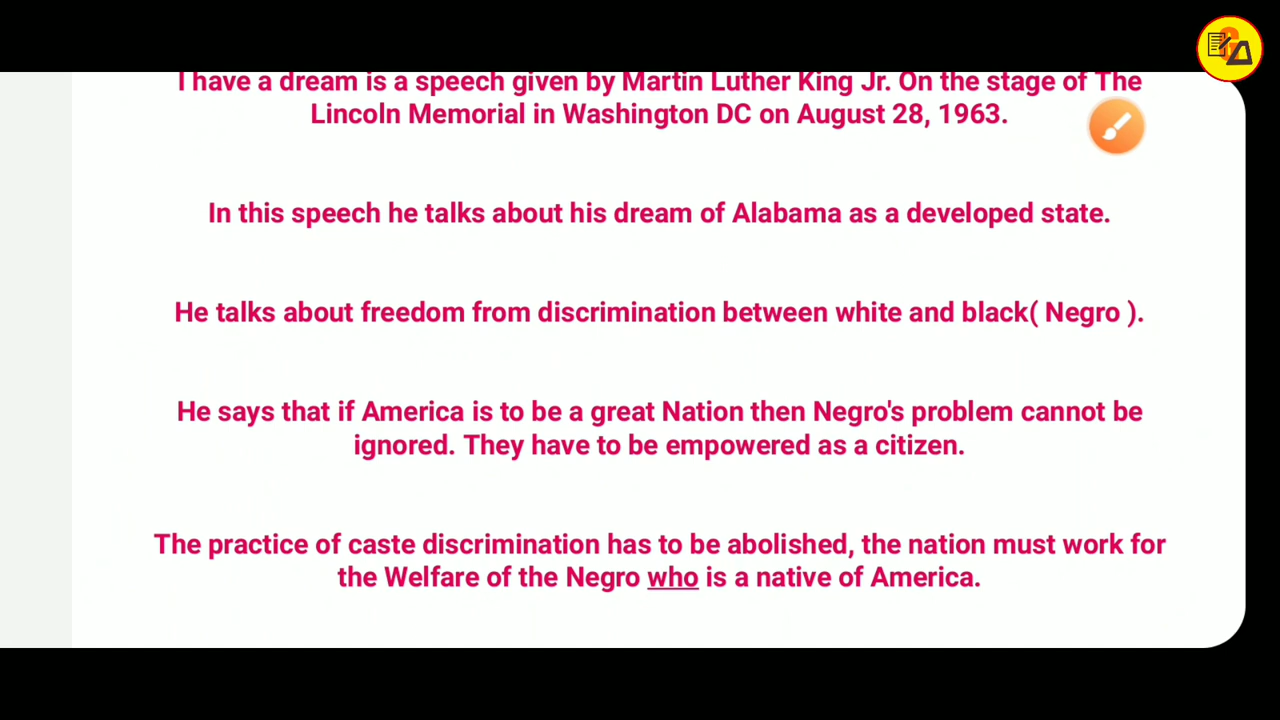 I have a dream is a speech given by Martin Luther King Jr. On the stage of The
Lincoln Memorial in Washington DC on August 28, 1963.
In this speech he talks about his dream of Alabama as a developed state.
He talks about freedom from discrimination between white and black( Negro ).
He says that if America is to be a great Nation then Negro's problem cannot be
ignored. They have to be empowered as a citizen.
The practice of caste discrimination has to be abolished, the nation must work for
the Welfare of the Negro who is a native of America.